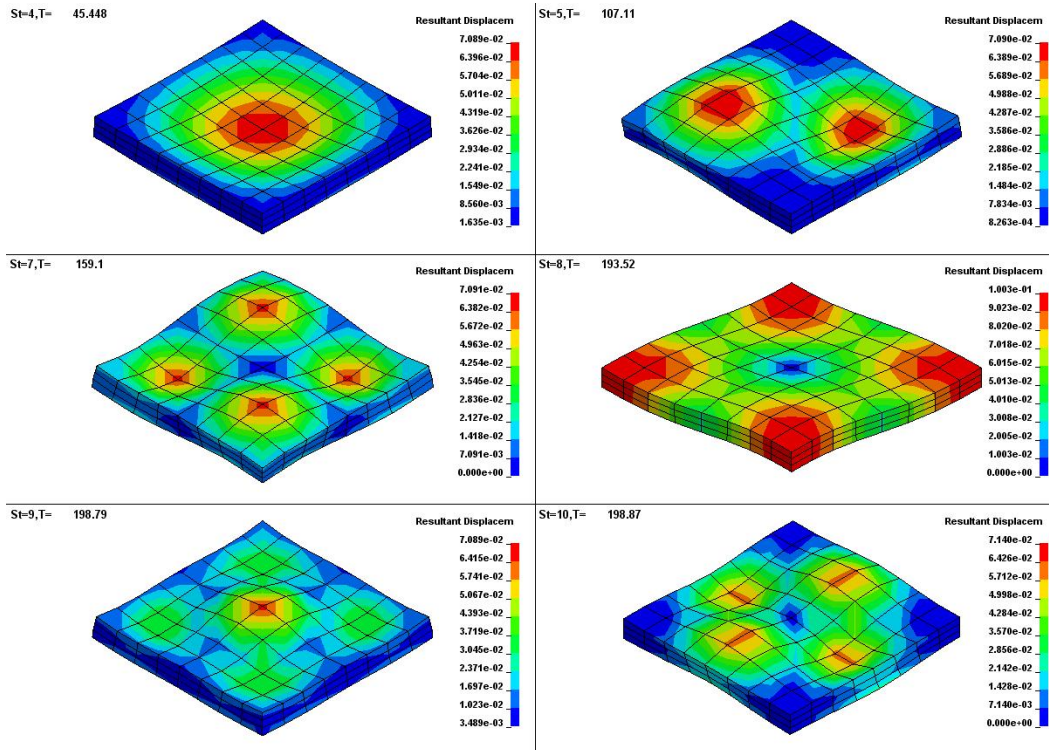 St=4,T= 45.448
Resultant Displacem
7.089e-02
6.396e-02
5.704e-02
5.011e-02
4.319e-02
3.626e-02
2.934e-02
2.241e-02
1.549e-02
8.560e-03
1.635e-03
St=5,T= 107.11
Resultant Displacem
7.090e-02
6.389e-02
5.689e-02
4.988e-02
4.287e-02
3.586e-02
2.886e-02
2.185e-02
1.484e-02
7.834e-03
8.263e-04
St=7,T= 159.1
Resultant Displacem
7.091e-02
6.382e-02
5.672e-02
4.963e-02
4.254e-02
3.545e-02
2.836e-02
2.127e-02
1.418e-02
7.091e-03
0.000e+00
St=8,T= 193.52
Resultant Displacem
1.003e-01
9.023e-02
8.020e-02
7.018e-02
6.015e-02
5.013e-02
4.010e-02
3.008e-02
2.005e-02
1.003e-02
0.000e+00
St=9,T= 198.79
Resultant Displacem
7.089e-02
6.415e-02
5.741e-02
5.067e-02
4.393e-02
3.719e-02
3.045e-02
2.371e-02
1.697e-02
1.023e-02
3.489e-03
St=10,T= 198.87
Resultant Displacem
7.140e-02
6.426e-02
5.712e-02
4.998e-02
4.284e-02
3.570e-02
2.856e-02
2.142e-02
1.428e-02
7.140e-03
0.000e+00